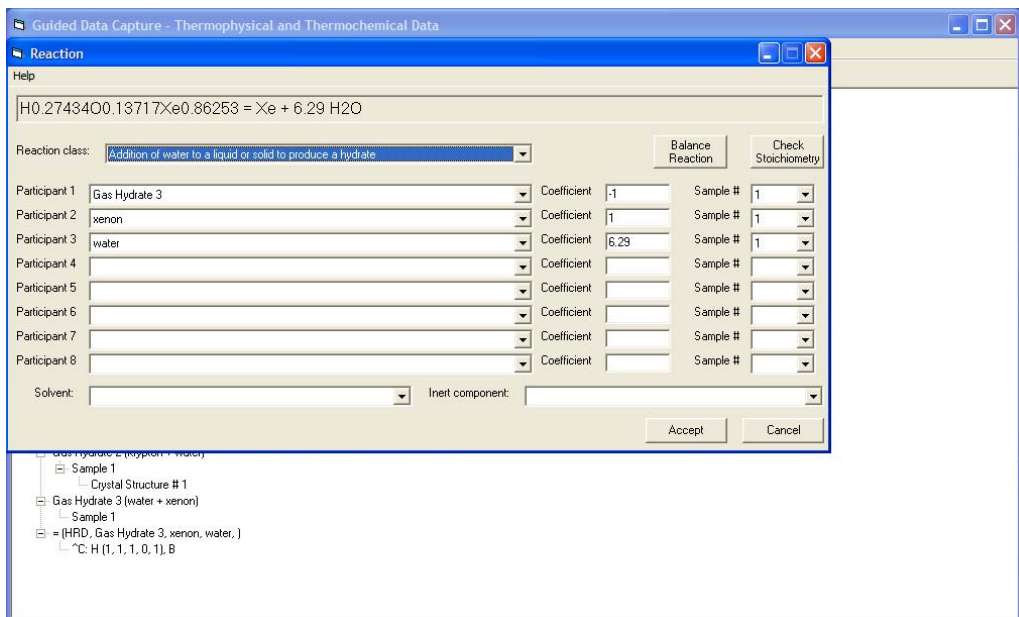 Guided Data Capture - Thermophysical and Thermochemical Data
Reaction
Help
H0.27434O0.13717Xe0.86253 = Xe + 6.29 H2O
Reaction class: Addition of water to a liquid or solid to produce a hydrate
Balance Reaction
Check Stoichiometry
Participant 1 Gas Hydrate 3 Coefficient -1 Sample # 1
Participant 2 xenon Coefficient 1 Sample # 1
Participant 3 water Coefficient 6.29 Sample # 1
Participant 4 Coefficient Sample #
Participant 5 Coefficient Sample #
Participant 6 Coefficient Sample #
Participant 7 Coefficient Sample #
Participant 8 Coefficient Sample #
Solvent: Inert component:
Accept Cancel
Gas Hydrate 2 (krypton + water)
Sample 1
Crystal Structure # 1
Gas Hydrate 3 (water + xenon)
Sample 1
= (HRD, Gas Hydrate 3, xenon, water, )
^C: H (1, 1, 1, 0, 1), B